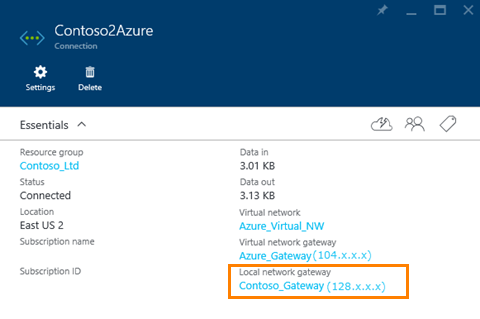 Contoso2Azure
Connection
Settings
Delete
Essentials
Resource group
Contoso_Ltd
Status
Connected
Location
East US 2
Subscription name
Subscription ID
Data in
3.01 KB
Data out
3.13 KB
Virtual network
Azure_Virtual_NW
Virtual network gateway
Azure_Gateway (104.x.x.x)
Local network gateway
Contoso_Gateway (128.x.x.x)